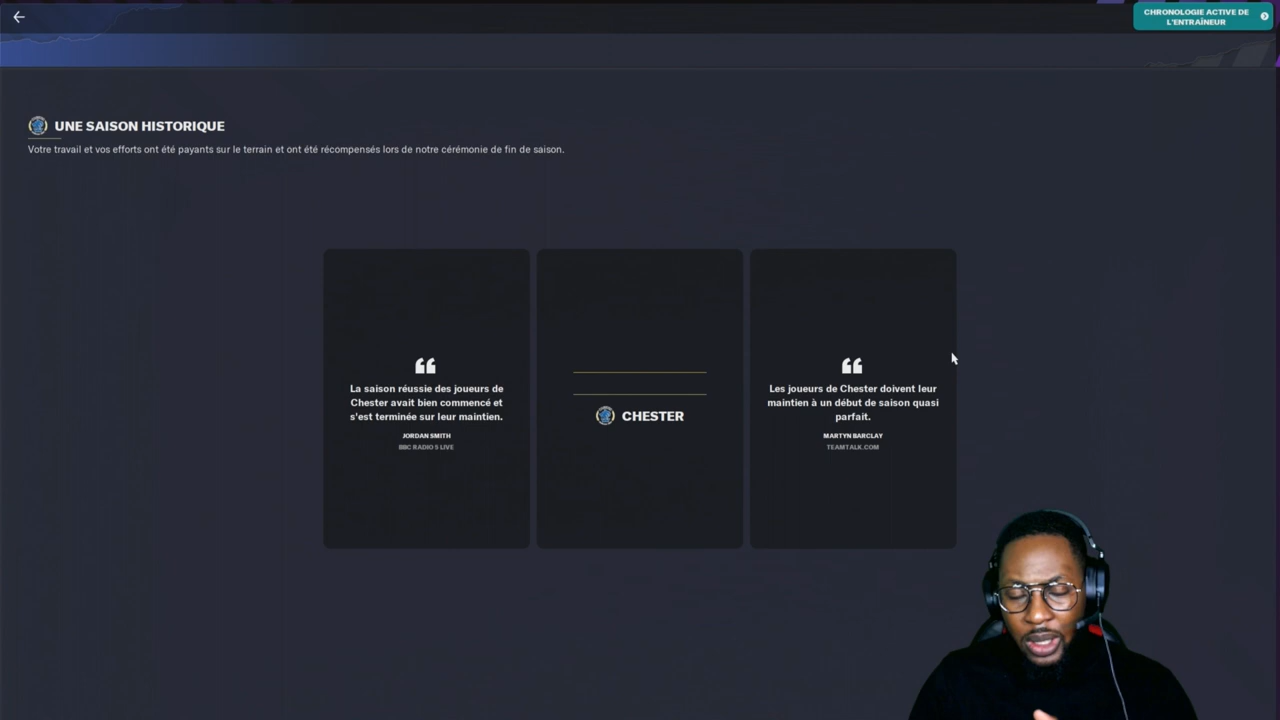 CHRONOLOGIE ACTIVE DE
L'ENTRAÎNEUR
UNE SAISON HISTORIQUE
Votre travail et vos efforts ont été payants sur le terrain et ont été récompensés lors de notre cérémonie de fin de saison.
La saison réussie des joueurs de
Chester avait bien commencé et
s'est terminée sur leur maintien.
JORDAN SMITH
BBC RADIO 5 LIVE
CHESTER
Les joueurs de Chester doivent leur
maintien à un début de saison quasi
parfait.
MARTYN BARCLAY
TEAMTALK.COM